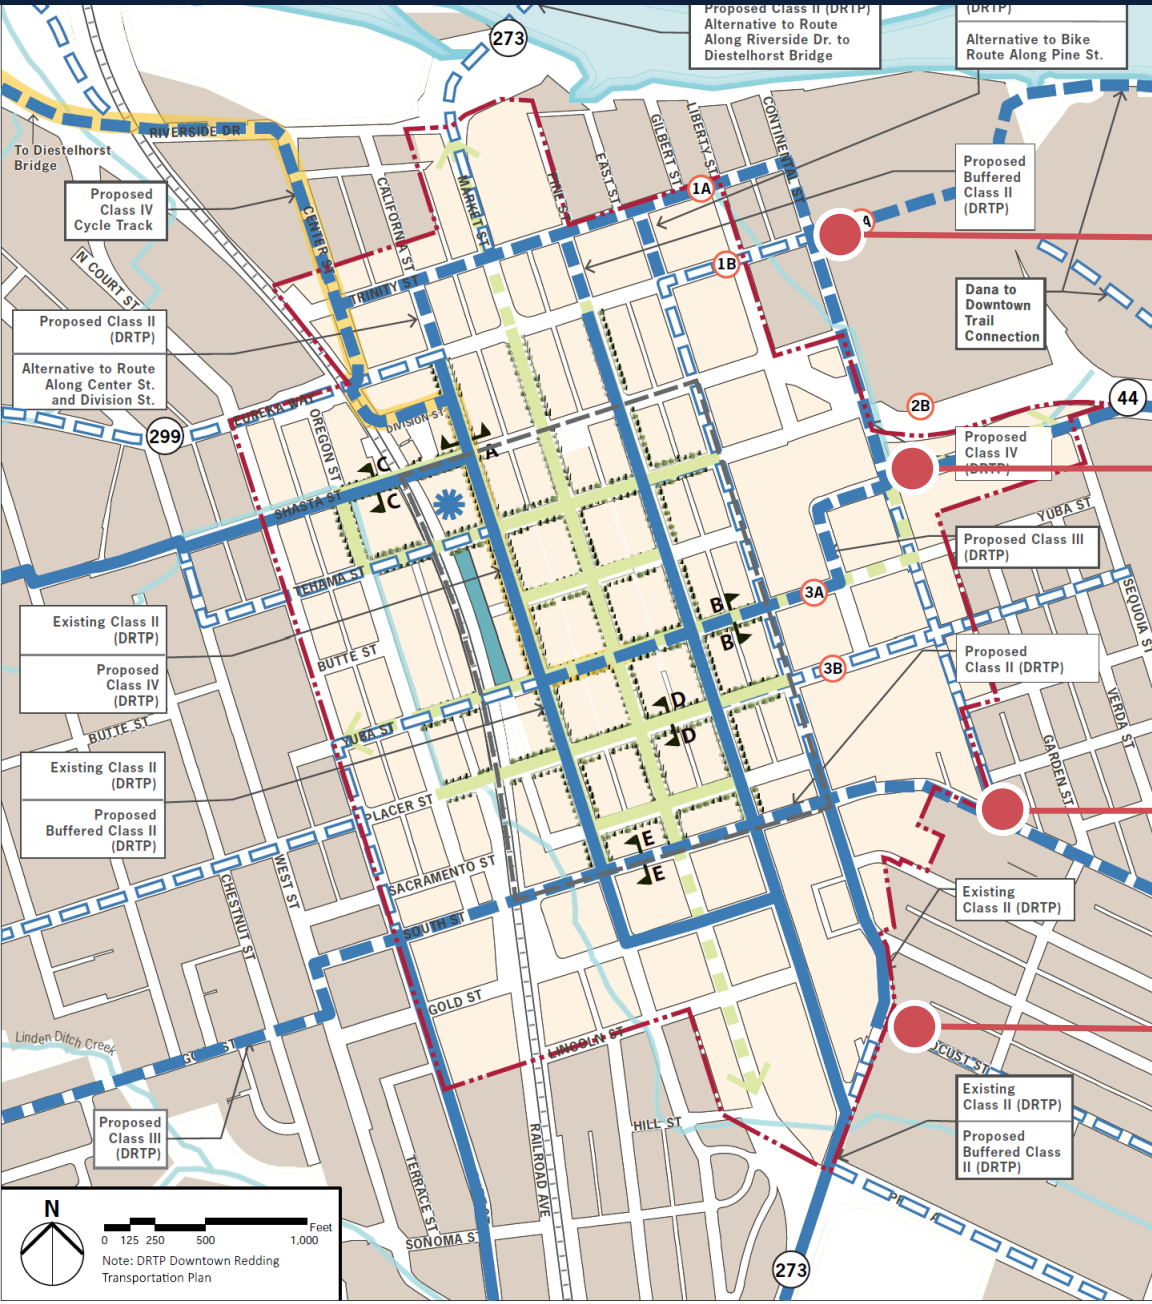 Proposed Class II (DRTP)
Alternative to Route
Along Riverside Dr. to
Diestelhorst Bridge
(DRTP)
Alternative to Bike
Route Along Pine St.
273
RIVERSIDE DR
To Diestelhorst
Bridge
Proposed
Class IV
Cycle Track
CENTER ST
CALIFORNIA ST
MARKET ST
PINE ST
EAST ST
GILBERT ST
LIBERTY ST
CONTINENTAL ST
Proposed
Buffered
Class II
(DRTP)
1A
A
1B
N COURT ST
TRINITY ST
Dana to
Downtown
Trail
Connection
Proposed Class II
(DRTP)
Alternative to Route
Along Center St.
and Division St.
EUREKA WAY
299
OREGON ST
DIVISION ST
2B
44
Proposed
Class IV
(DRTP)
A
C
C
SHASTA ST
YUBA ST
Proposed Class III
(DRTP)
TEHAMA ST
3A
SEQUOIA ST
B
B
Existing Class II
(DRTP)
Proposed
Class IV
(DRTP)
BUTTE ST
3B
Proposed
Class II (DRTP)
D
D
BUTTE ST
YUBA ST
VERDA ST
GARDEN ST
Existing Class II
(DRTP)
Proposed
Buffered Class II
(DRTP)
PLACER ST
E
E
SACRAMENTO ST
WEST ST
CHESTNUT ST
SOUTH ST
Existing
Class II (DRTP)
GOLD ST
LINCOLN ST
Linden Ditch Creek
OCUST ST
Existing
Class II (DRTP)
Proposed
Buffered Class
II (DRTP)
Proposed
Class III
(DRTP)
HILL ST
RAILROAD AVE
TERRACE ST
SONOMA ST
273
N
0 125 250 500 1,000 Feet
Note: DRTP Downtown Redding
Transportation Plan